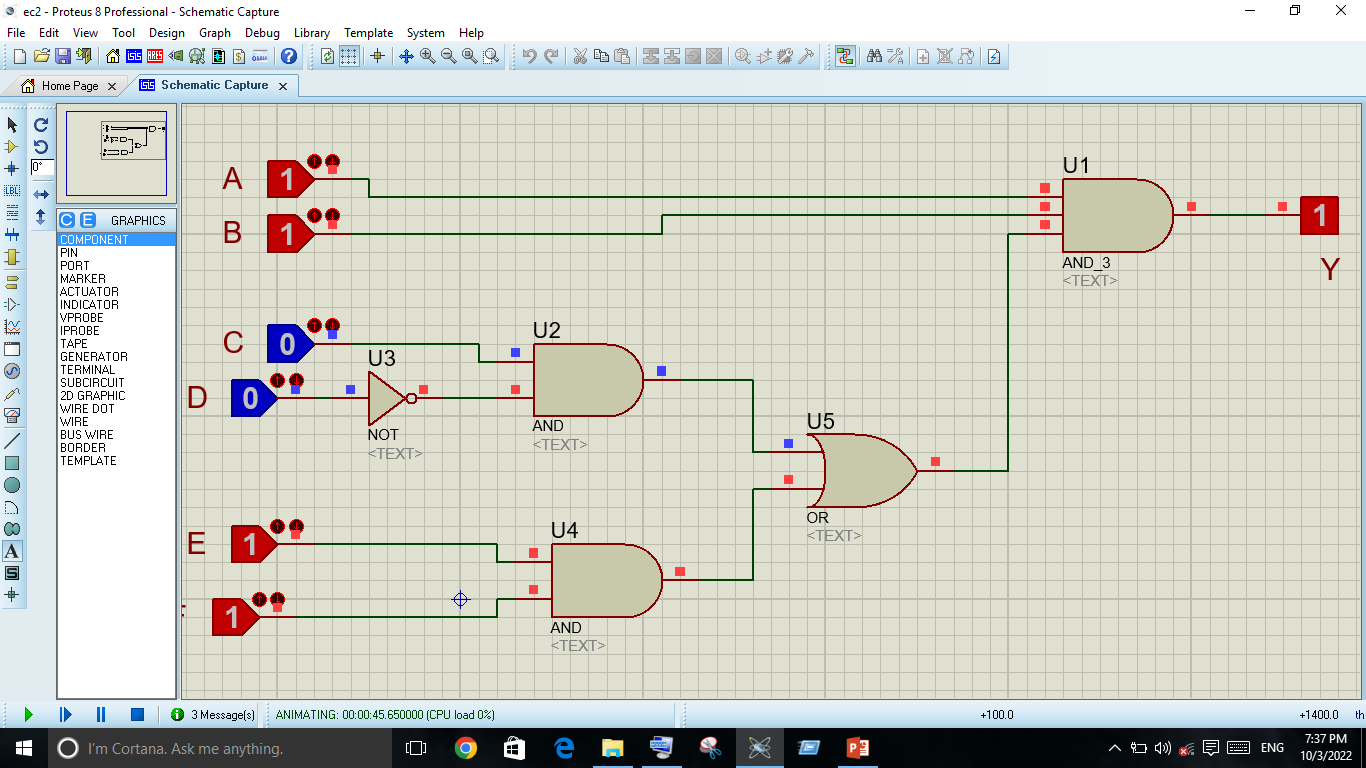 ec2 - Proteus 8 Professional - Schematic Capture
File Edit View Tool Design Graph Debug Library Template System Help
Home Page
Schematic Capture
0°
LBL
C E GRAPHICS
COMPONENT
PIN
PORT
MARKER
ACTUATOR
INDICATOR
VPROBE
IPROBE
TAPE
GENERATOR
TERMINAL
SUBCIRCUIT
2D GRAPHIC
WIRE DOT
WIRE
BUS WIRE
BORDER
TEMPLATE
A
S
A 1
B 1
C 0
D 0
E 1
1
U1
AND_3
<TEXT>
1
Y
U2
AND
<TEXT>
U3
NOT
<TEXT>
U5
OR
<TEXT>
U4
AND
<TEXT>
3 Message(s)
ANIMATING: 00:00:45.650000 (CPU load 0%)
+100.0
+1400.0
th
I'm Cortana. Ask me anything.
ENG
7:37 PM
10/3/2022